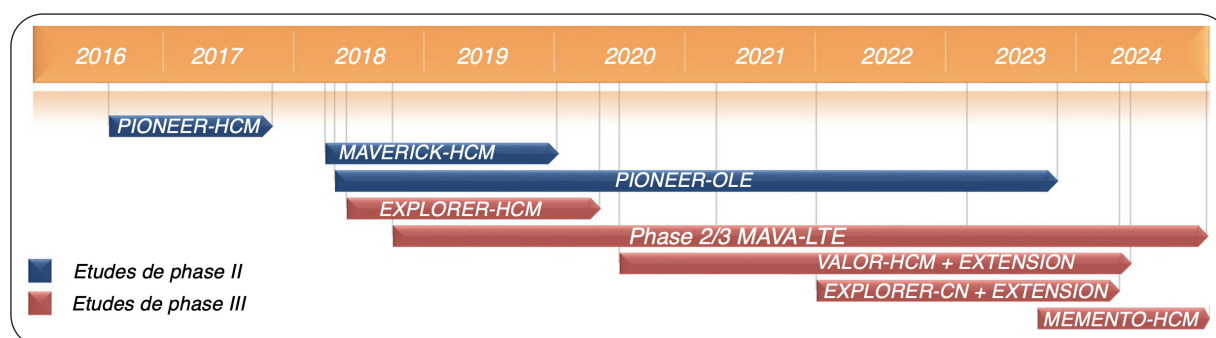 2016 2017 2018 2019 2020 2021 2022 2023 2024
PIONEER-HCM
MAVERICK-HCM
PIONEER-OLE
EXPLORER-HCM
Phase 2/3 MAVA-LTE
VALOR-HCM + EXTENSION
EXPLORER-CN + EXTENSION
MEMENTO-HCM
Etudes de phase II
Etudes de phase III